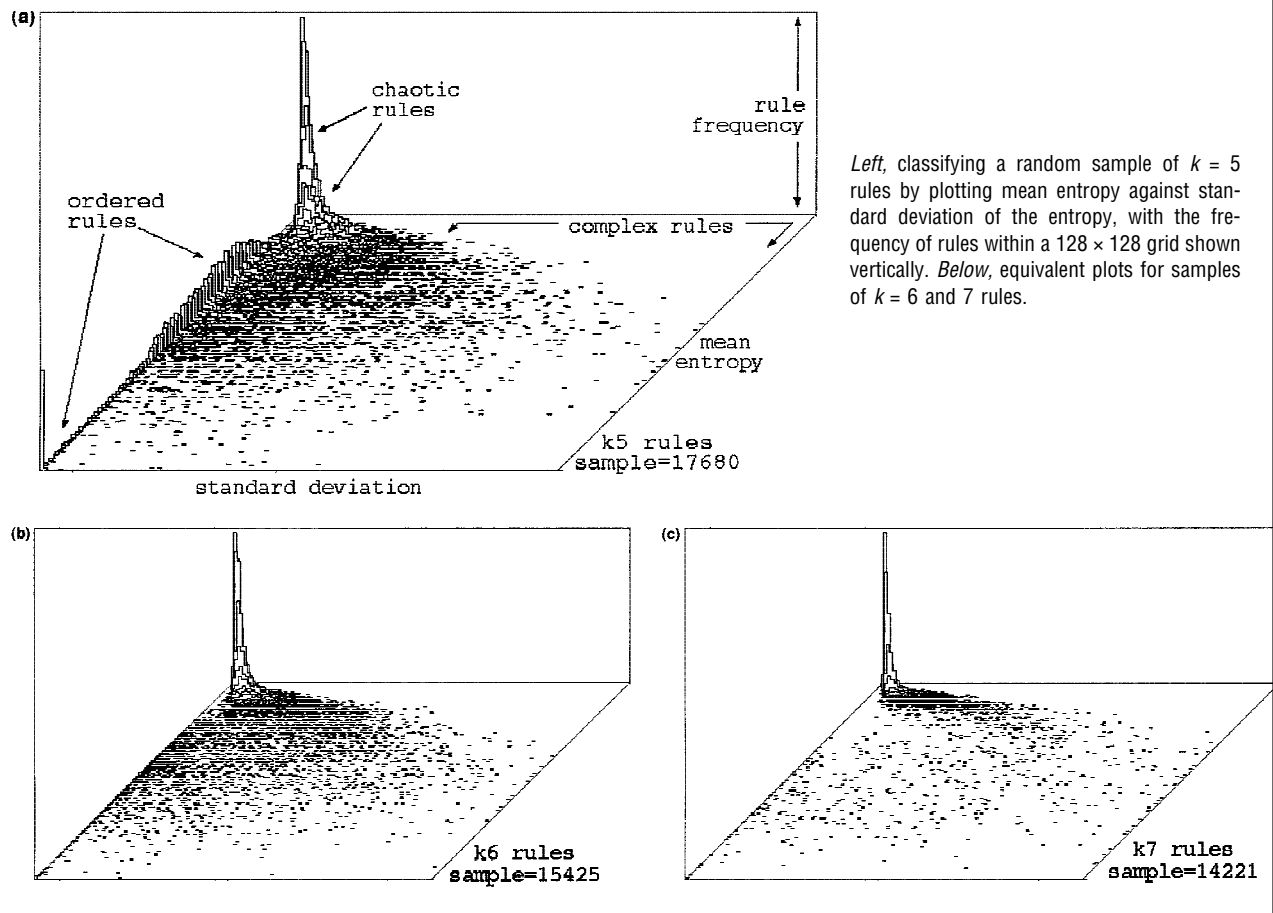 (a)
chaotic
rules
rule
frequency
ordered
rules
complex rules
mean
entropy
k5 rules
sample=17680
standard deviation
Left, classifying a random sample of k = 5
rules by plotting mean entropy against stan-
dard deviation of the entropy, with the fre-
quency of rules within a 128 × 128 grid shown
vertically. Below, equivalent plots for samples
of k = 6 and 7 rules.
(b)
k6 rules
sample=15425
(c)
k7 rules
sample=14221